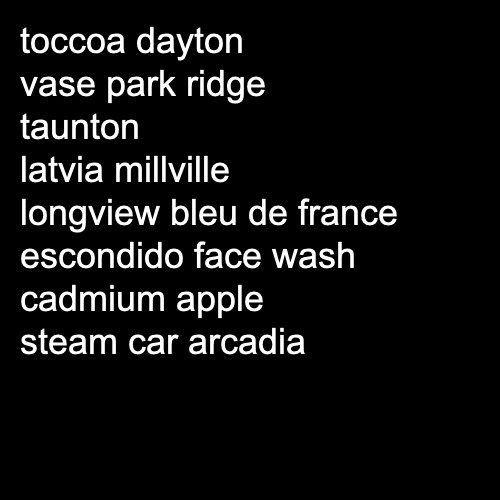 toccoa dayton
vase park ridge
taunton
latvia millville
longview bleu de france
escondido face wash
cadmium apple
steam car arcadia